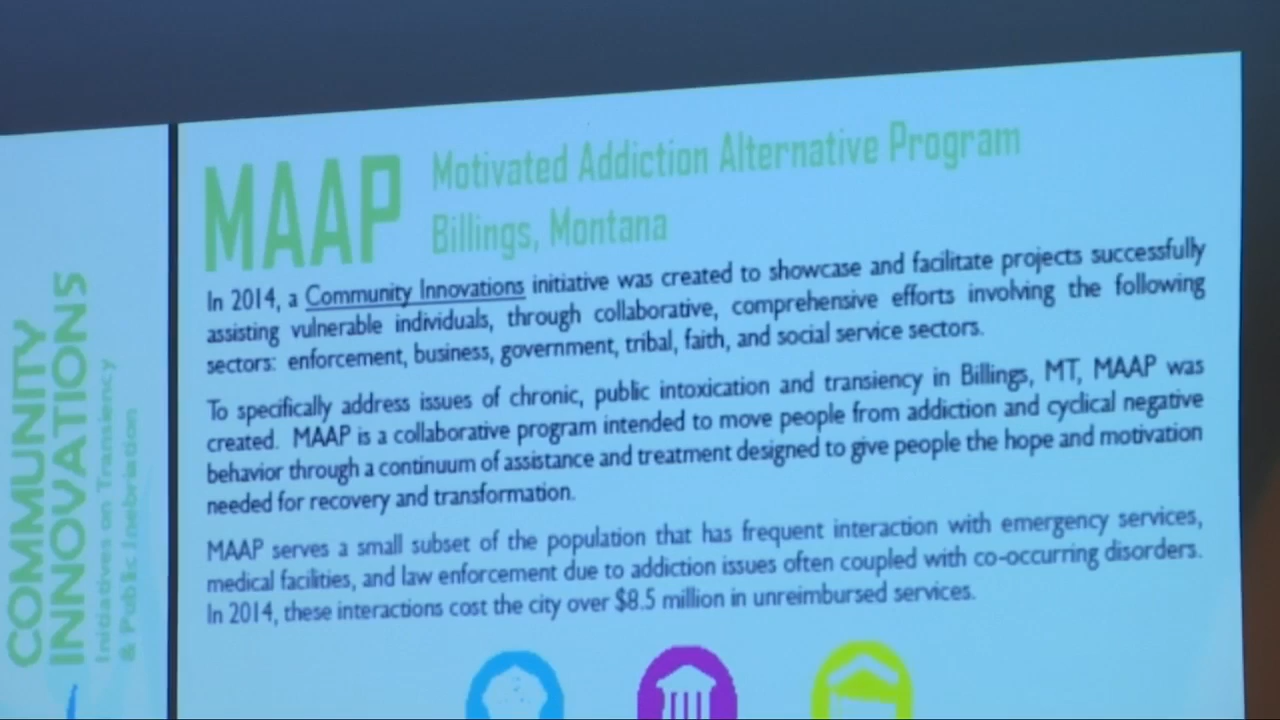 COMMUNITY
INNOVATIONS
Initiatives on Transiency
& Public Inebriation
MAAP
Motivated Addiction Alternative Program
Billings, Montana
In 2014, a Community Innovations initiative was created to showcase and facilitate projects successfully
assisting vulnerable individuals, through collaborative, comprehensive efforts involving the following
sectors: enforcement, business, government, tribal, faith, and social service sectors.
To specifically address issues of chronic, public intoxication and transiency in Billings, MT, MAAP was
created. MAAP is a collaborative program intended to move people from addiction and cyclical negative
behavior through a continuum of assistance and treatment designed to give people the hope and motivation
needed for recovery and transformation.
MAAP serves a small subset of the population that has frequent interaction with emergency services,
medical facilities, and law enforcement due to addiction issues often coupled with co-occurring disorders.
In 2014, these interactions cost the city over $8.5 million in unreimbursed services.